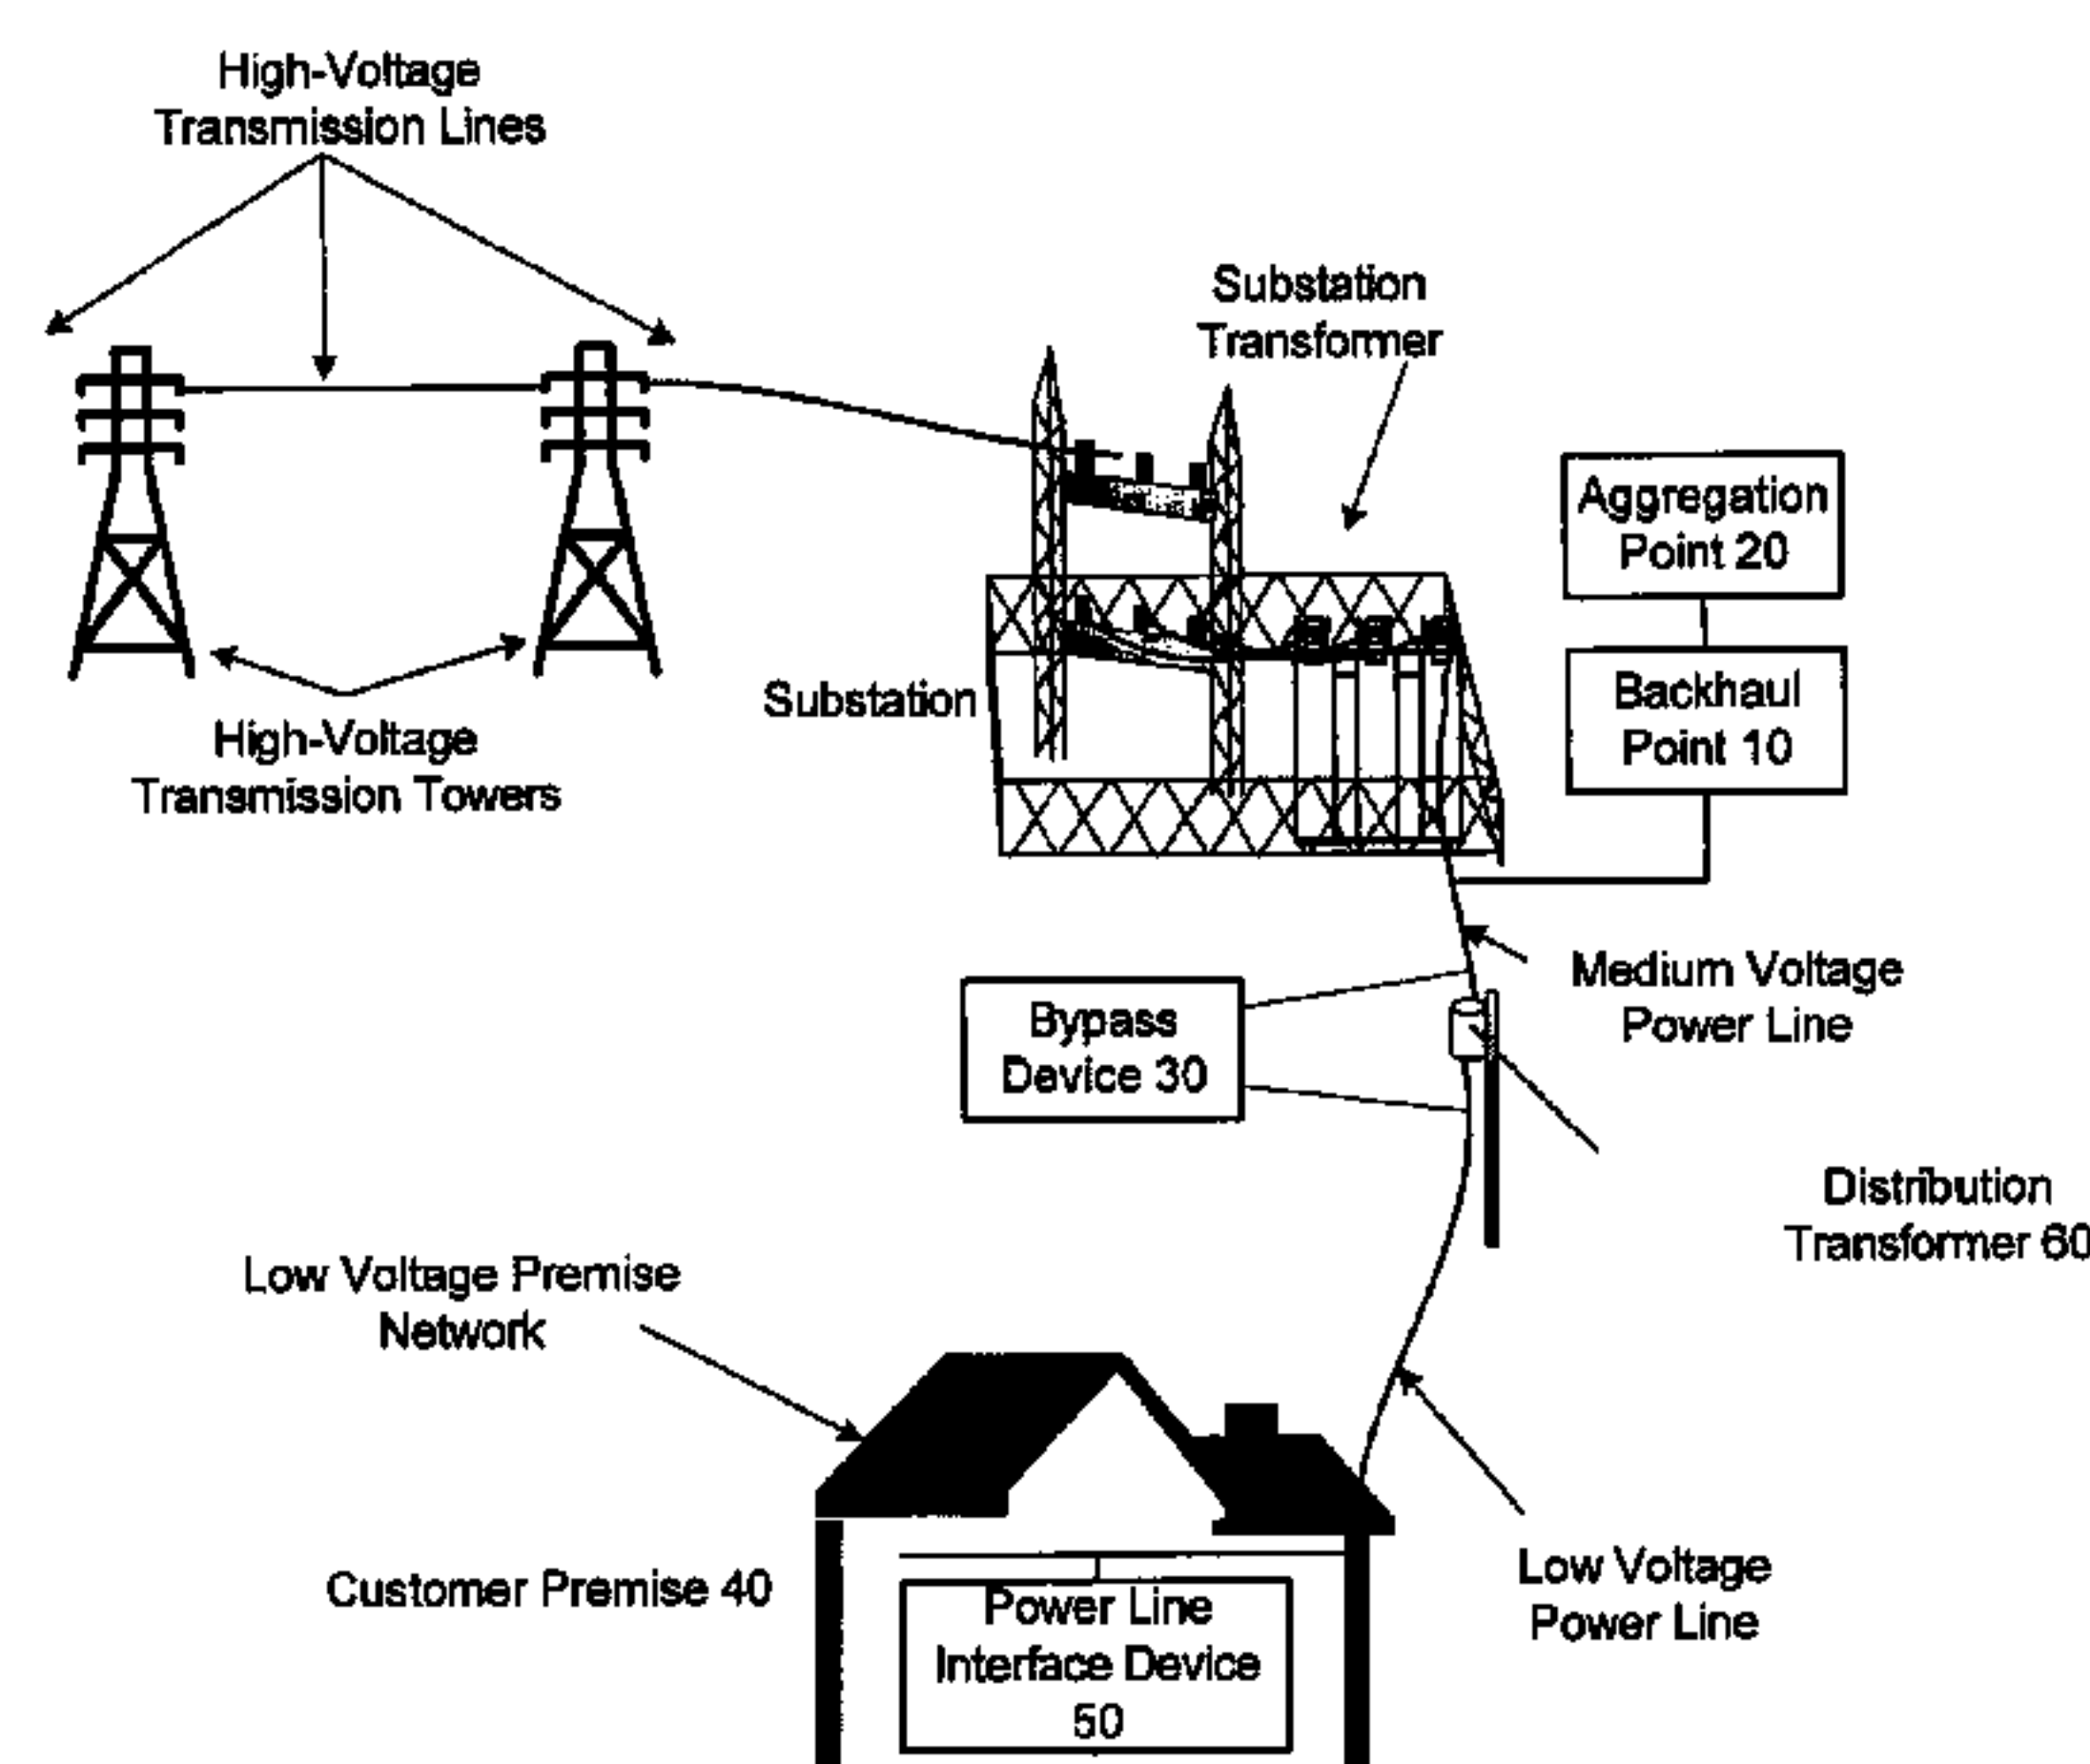 High-Voltage
Transmission Lines
Substation
Transformer
Aggregation
Point 20
Backhaul
Point 10
Substation
High-Voltage
Transmission Towers
Medium Voltage
Power Line
Bypass
Device 30
Distribution
Transformer 60
Low Voltage Premise
Network
Customer Premise 40
Power Line
Interface Device
50
Low Voltage
Power Line